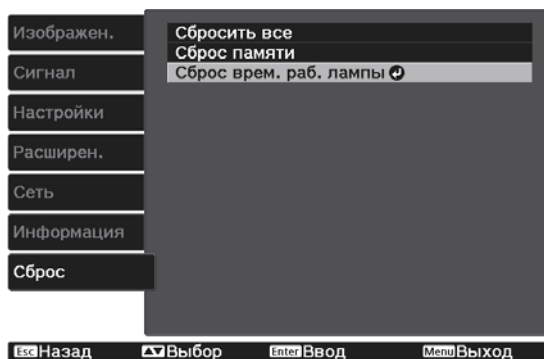 Изображен.
Сигнал
Настройки
Расширен.
Сеть
Информация
Сброс
Сбросить все
Сброс памяти
Сброс врем. раб. лампы
Esc Назад Выбор Enter Ввод Menu Выход